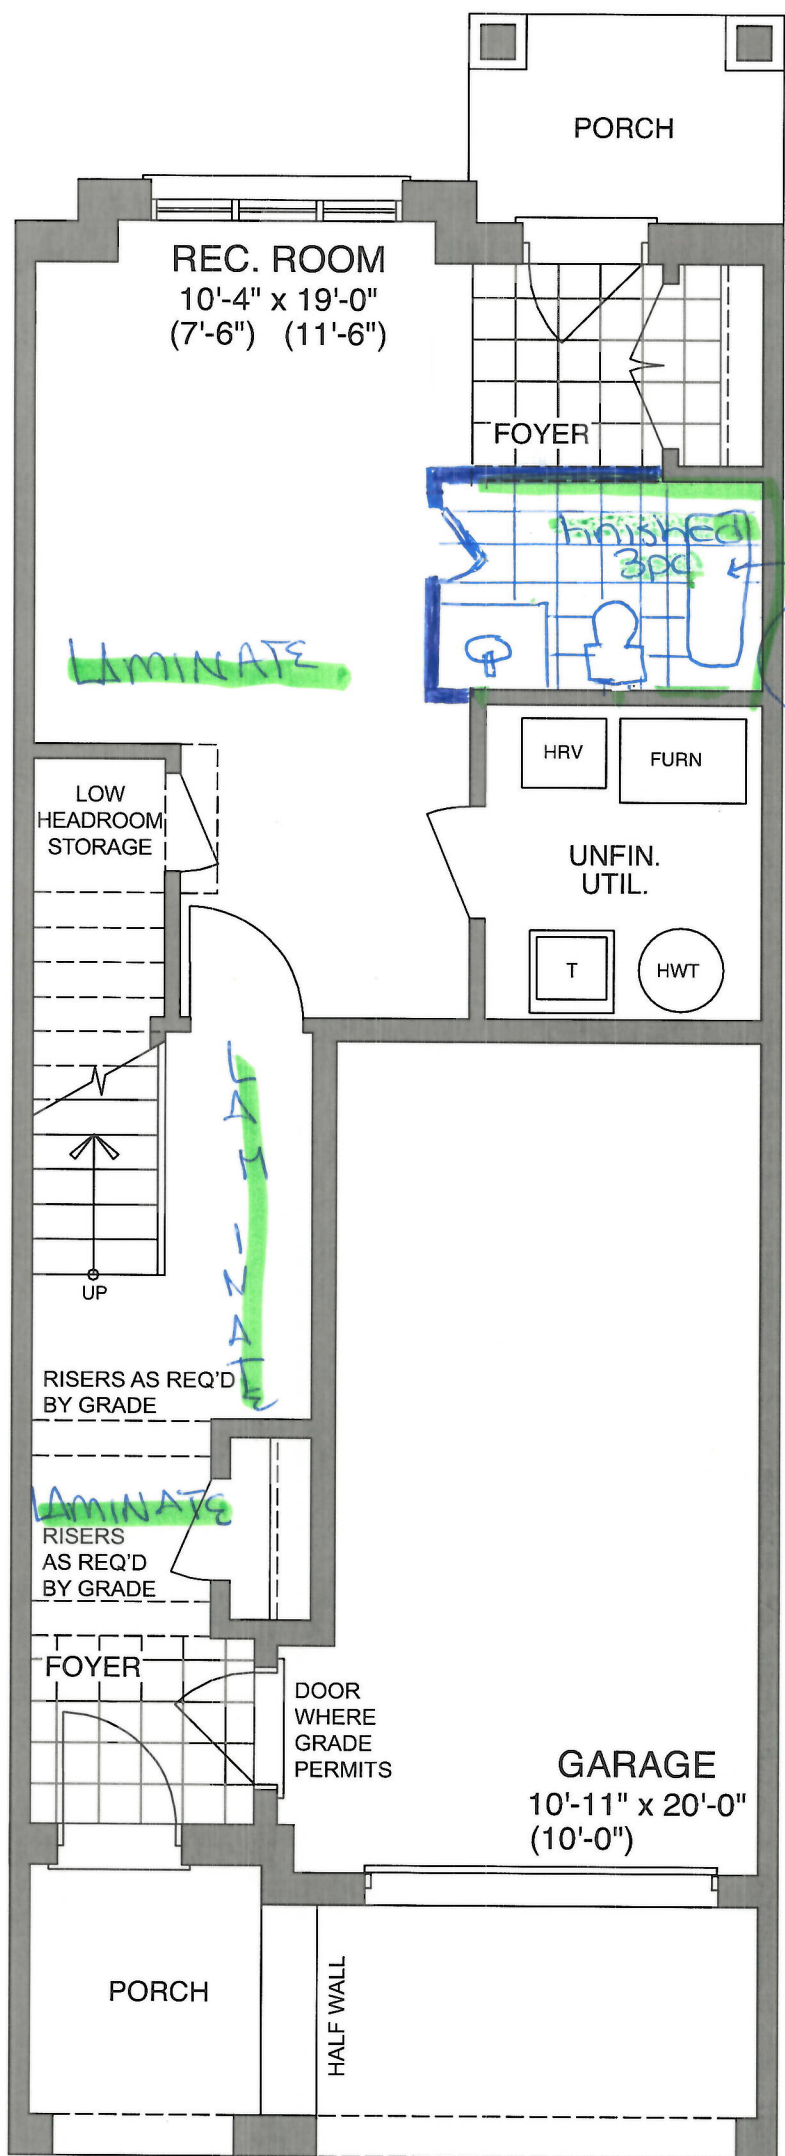 PORCH
REC. ROOM
10'-4" x 19'-0"
(7'-6") (11'-6")
FOYER
Finished
3pc
LAMINATE
HRV
FURN
LOW
HEADROOM
STORAGE
UNFIN.
UTIL.
T
HWT
LAMINATE
UP
RISERS AS REQ'D
BY GRADE
LAMINATE
RISERS
AS REQ'D
BY GRADE
FOYER
DOOR
WHERE
GRADE
PERMITS
GARAGE
10'-11" x 20'-0"
(10'-0")
PORCH
HALF WALL